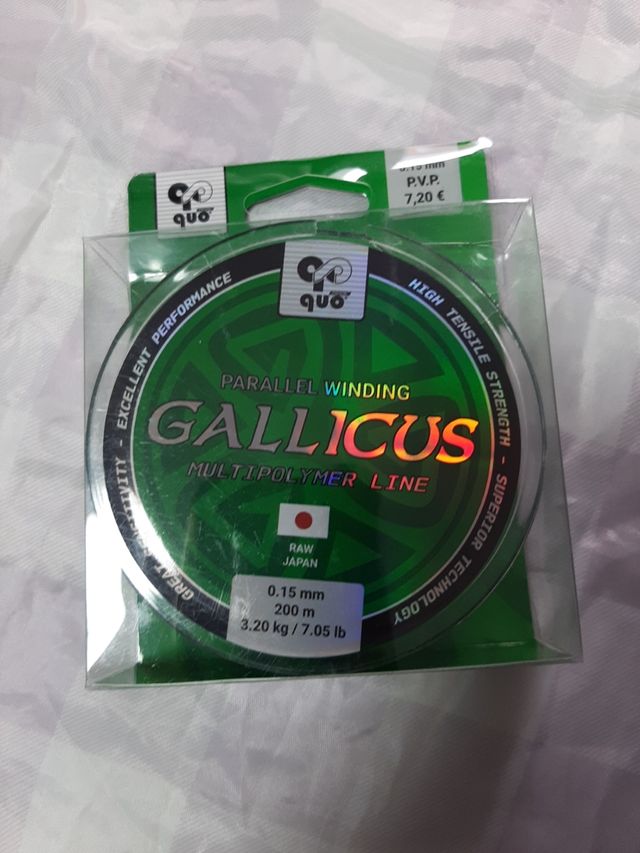 0.15 mm
P.V.P.
7,20 €
quo
quo
EXCELLENT PERFORMANCE
HIGH TENSILE STRENGTH - SUPERIOR TECHNOLOGY
PARALLEL WINDING
GALLICUS
MULTIPOLYMER LINE
RAW
JAPAN
0.15 mm
200 m
3.20 kg / 7.05 lb